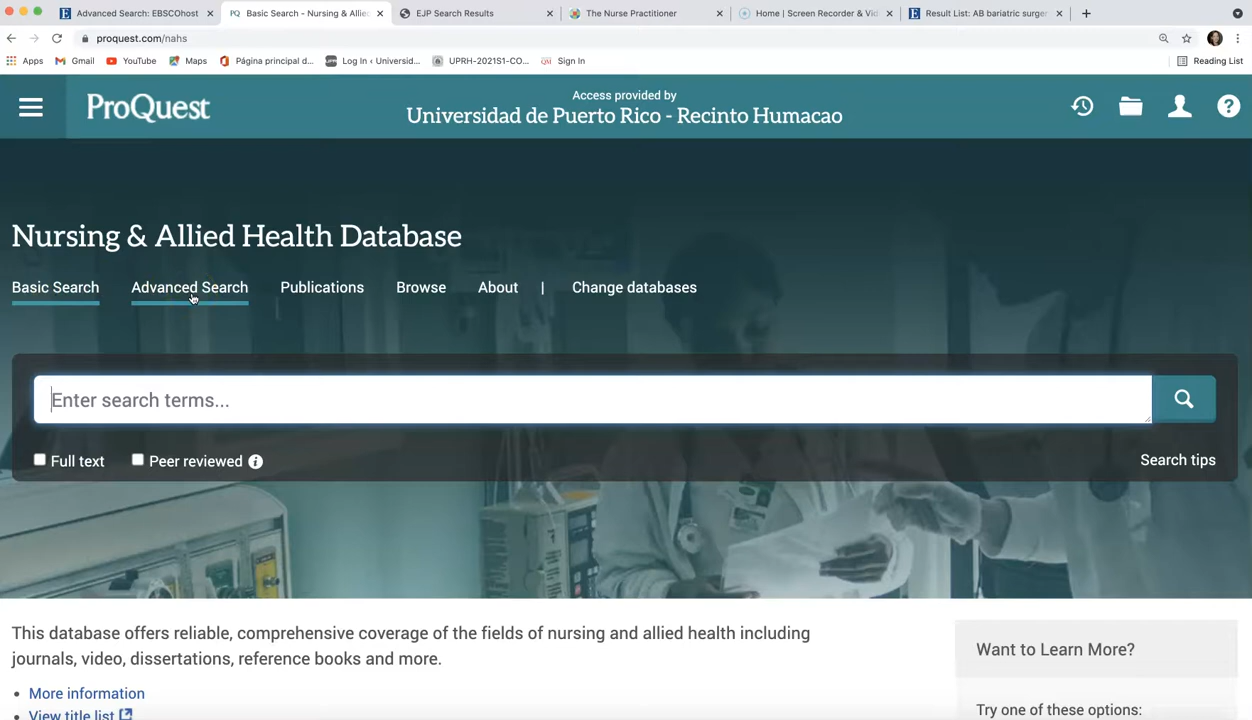 Advanced Search: EBSCOhost
Basic Search - Nursing & Allie
EJP Search Results
The Nurse Practitioner
Home | Screen Recorder & Vid
Result List: AB bariatric surger
proquest.com/nahs
Apps
Gmail
YouTube
Maps
Página principal d...
Log In ‹ Universid...
UPRH-2021S1-CO...
Sign In
Reading List
ProQuest
Access provided by
Universidad de Puerto Rico - Recinto Humacao
Nursing & Allied Health Database
Basic Search Advanced Search Publications Browse About | Change databases
Enter search terms...
Full text Peer reviewed
Search tips
This database offers reliable, comprehensive coverage of the fields of nursing and allied health including
journals, video, dissertations, reference books and more.
• More information
• View title list
Want to Learn More?
Try one of these options: